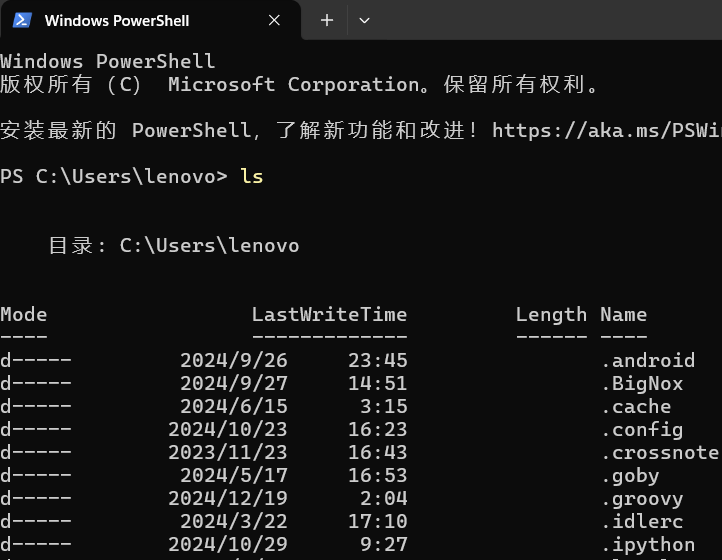 Windows PowerShell
Windows PowerShell
版权所有（C） Microsoft Corporation。保留所有权利。
安装最新的 PowerShell，了解新功能和改进！https://aka.ms/PSWi
PS C:\Users\lenovo> ls
目录: C:\Users\lenovo
Mode LastWriteTime Length Name
---- ------------- ------ ----
d----- 2024/9/26 23:45 .android
d----- 2024/9/27 14:51 .BigNox
d----- 2024/6/15 3:15 .cache
d----- 2024/10/23 16:23 .config
d----- 2023/11/23 16:43 .crossnote
d----- 2024/5/17 16:53 .goby
d----- 2024/12/19 2:04 .groovy
d----- 2024/3/22 17:10 .idlerc
d----- 2024/10/29 9:27 .ipython